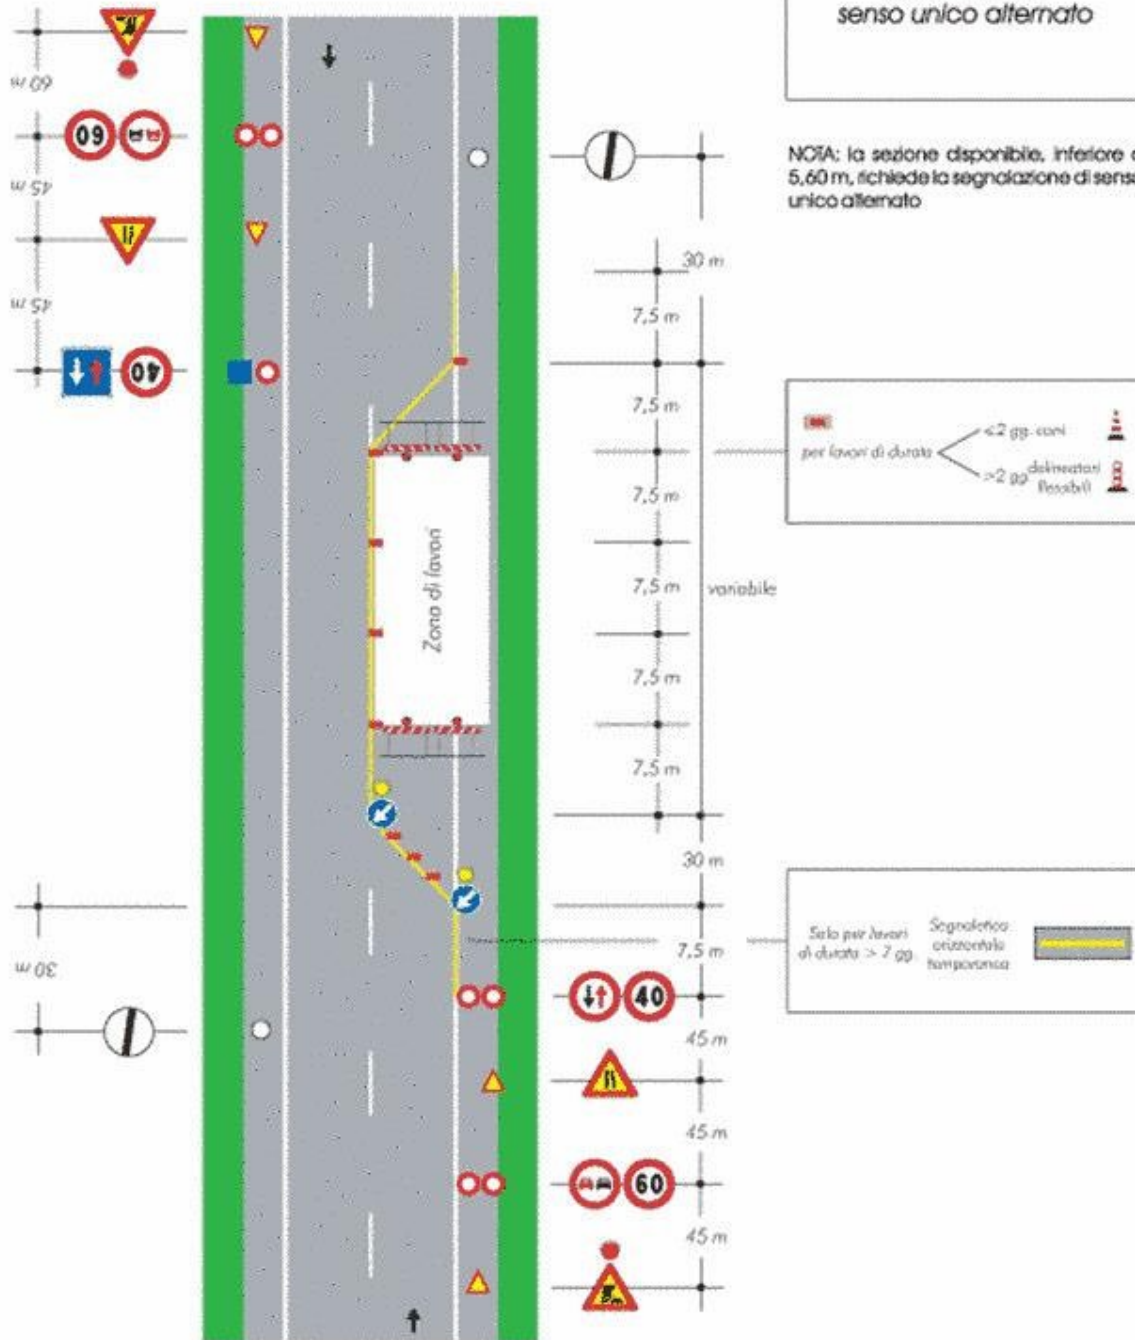 senso unico alternato
NOTA: la sezione disponibile, inferiore a
5,60 m, richiede la segnalazione di senso
unico alternato
60 m
60
45 m
45 m
40
30 m
7,5 m
7,5 m
7,5 m
7,5 m
7,5 m
7,5 m
variabile
Zona di lavori
per lavori di durata
≤2 gg. coni
>2 gg. delineatori
flessibili
30 m
7,5 m
Solo per lavori
di durata > 7 gg.
Segnaletica
orizzontale
temporanea
30 m
40
45 m
45 m
60
45 m